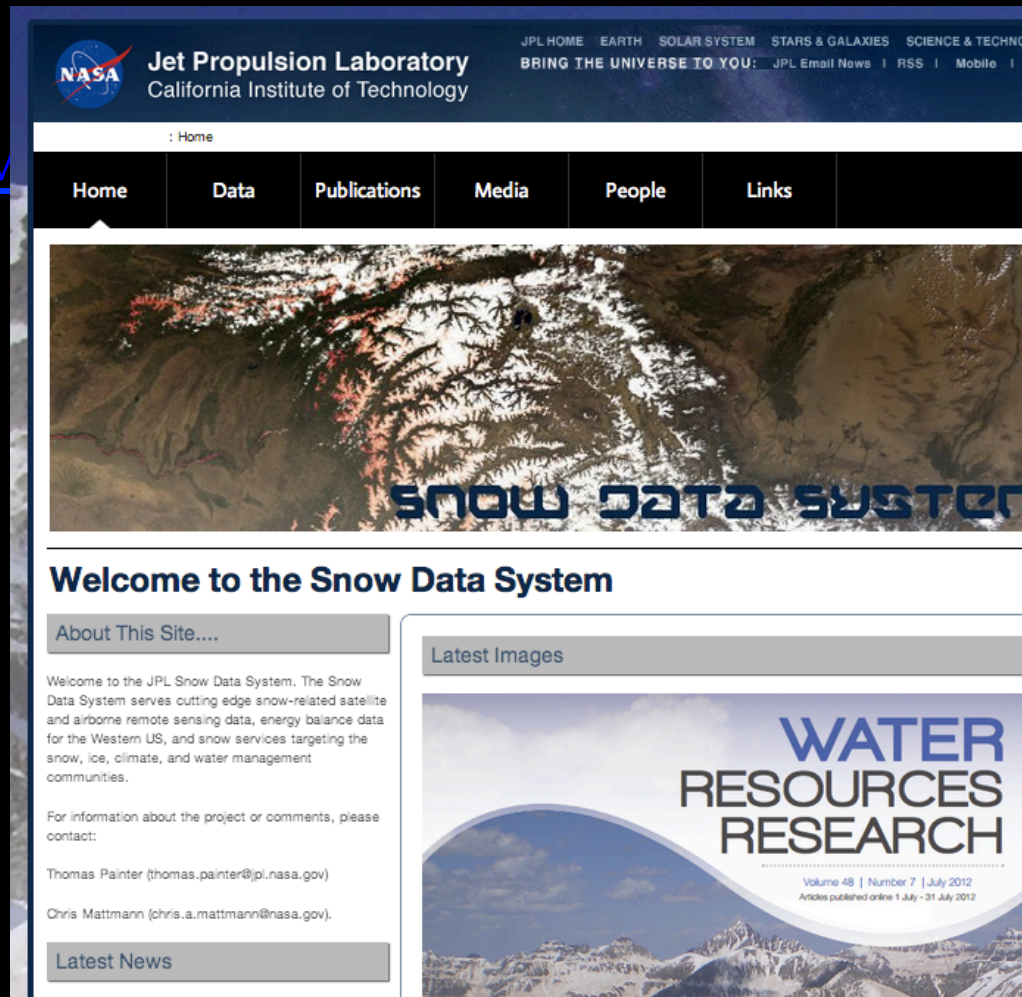 JPL HOME EARTH SOLAR SYSTEM STARS & GALAXIES SCIENCE &
BRING THE UNIVERSE TO YOU: JPL Email News | RSS | Mobile |
NASA
Jet Propulsion Laboratory
California Institute of Technology
: Home
Home Data Publications Media People Links
SNOW DATA
Welcome to the Snow Data System
About This Site....
Welcome to the JPL Snow Data System. The Snow
Data System serves cutting edge snow-related satellite
and airborne remote sensing data, energy balance data
for the Western US, and snow services targeting the
snow, ice, climate, and water management
communities.
For information about the project or comments, please
contact:
Thomas Painter (thomas.painter@jpl.nasa.gov)
Chris Mattmann (chris.a.mattmann@nasa.gov).
Latest News
Latest Images
WATER
RESOURCES
RESEARCH
Volume 48 | Number 7 | July 2012
Articles published online 1 July - 31 July 2012